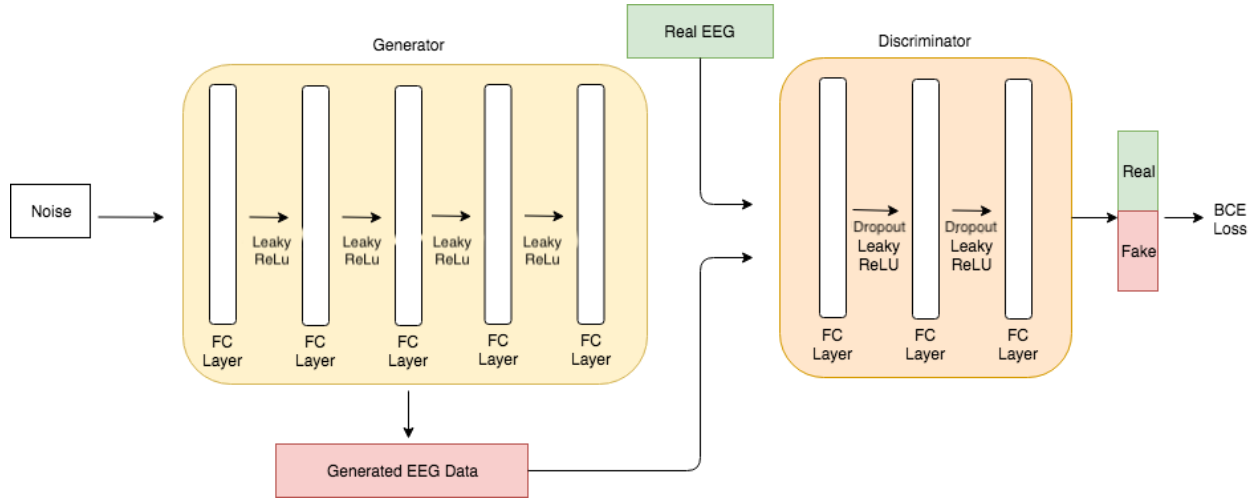 Generator
Real EEG
Discriminator
Noise
Leaky
ReLu
Leaky
ReLu
Leaky
ReLu
Leaky
ReLu
FC
Layer
FC
Layer
FC
Layer
FC
Layer
FC
Layer
Generated EEG Data
Dropout
Leaky
ReLU
Dropout
Leaky
ReLU
FC
Layer
FC
Layer
FC
Layer
Real
Fake
BCE
Loss